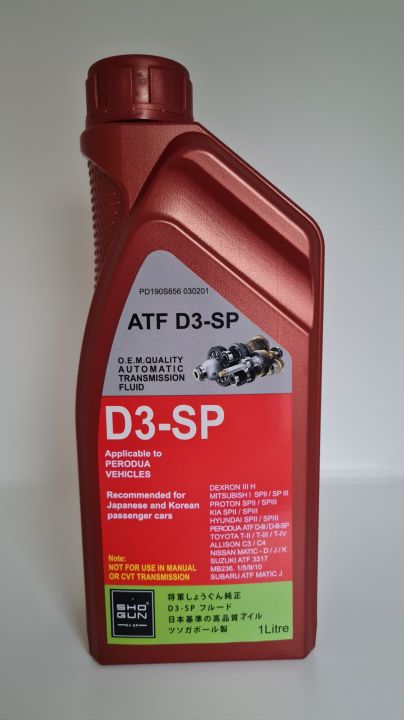 PD190S856 030201
ATF D3-SP
O.E.M.QUALITY
AUTOMATIC
TRANSMISSION
FLUID
D3-SP
Applicable to
PERODUA
VEHICLES
Recommended for
Japanese and Korean
passenger cars
Note:
NOT FOR USE IN MANUAL
OR CVT TRANSMISSION
DEXRON III H
MITSUBISHI SPII / SP III
PROTON SPII / SPIII
KIA SPII / SPIII
HYUNDAI SPII / SPIII
PERODUA ATF D-III / D-III-SP
TOYOTA T-II / T-III / T-IV
ALLISON C3 / C4
NISSAN MATIC - D / J / K
SUZUKI ATF 3317
MB236. 1/5/9/10
SUBARU ATF MATIC J
SHO
GUN
D3-SP
将軍しょうぐん純正
D3-SP フルード
日本基準の高品質オイル
ツソガポール製
1Litre